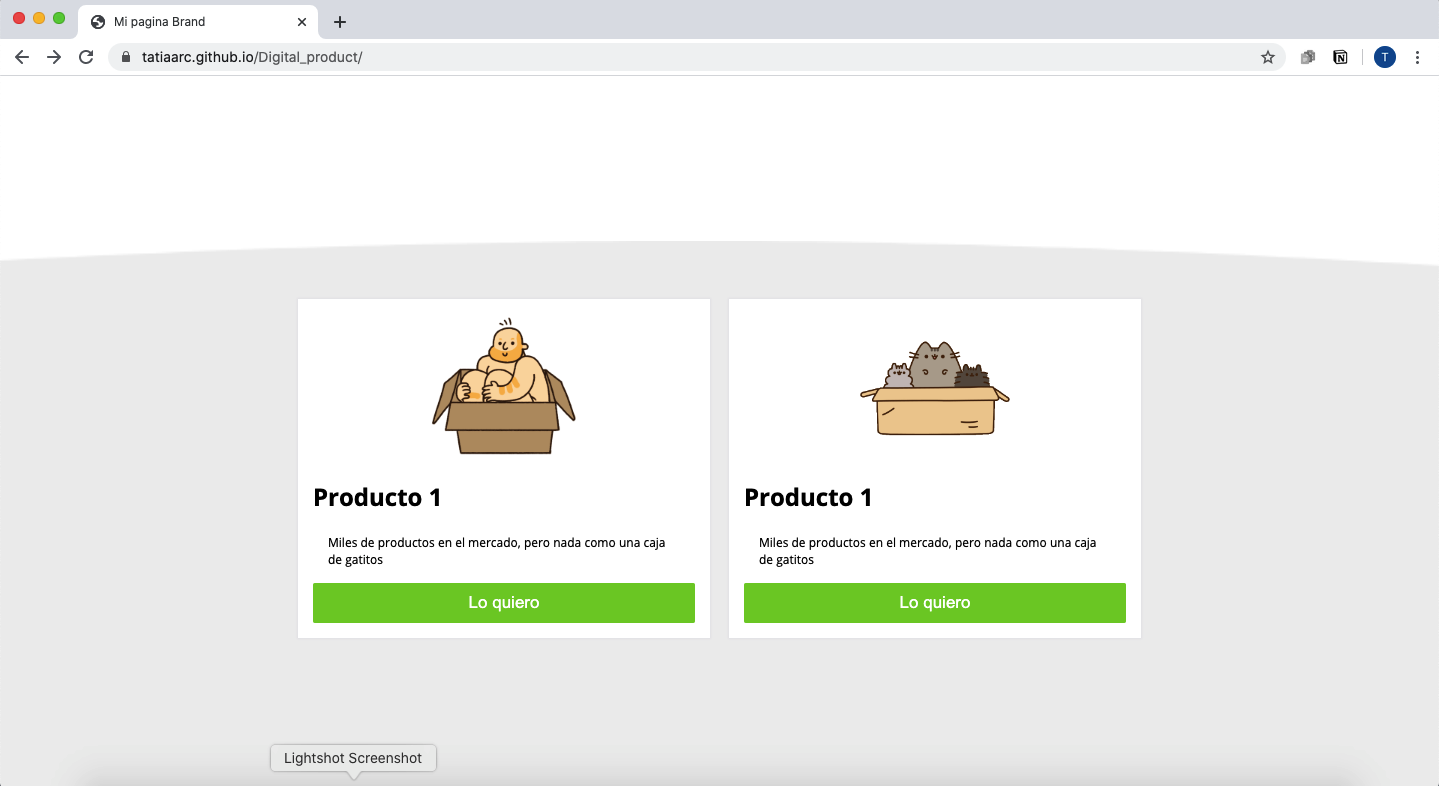 Mi pagina Brand
tatiaarc.github.io/Digital_product/
N
T
Producto 1
Miles de productos en el mercado, pero nada como una caja
de gatitos
Lo quiero
Producto 1
Miles de productos en el mercado, pero nada como una caja
de gatitos
Lo quiero
Lightshot Screenshot